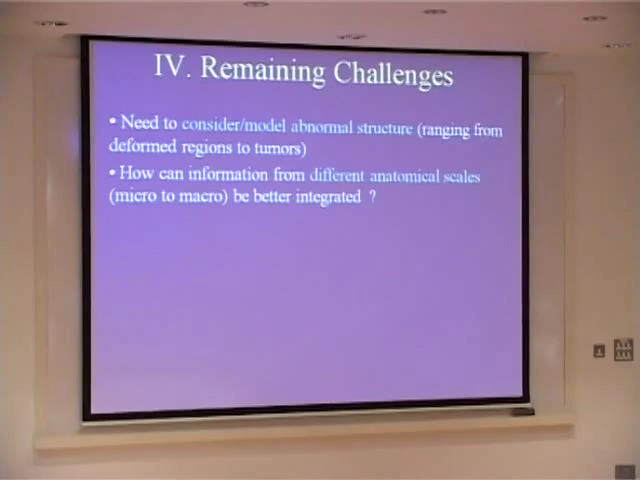 IV. Remaining Challenges
• Need to consider/model abnormal structure (ranging from
deformed regions to tumors)
• How can information from different anatomical scales
(micro to macro) be better integrated ?